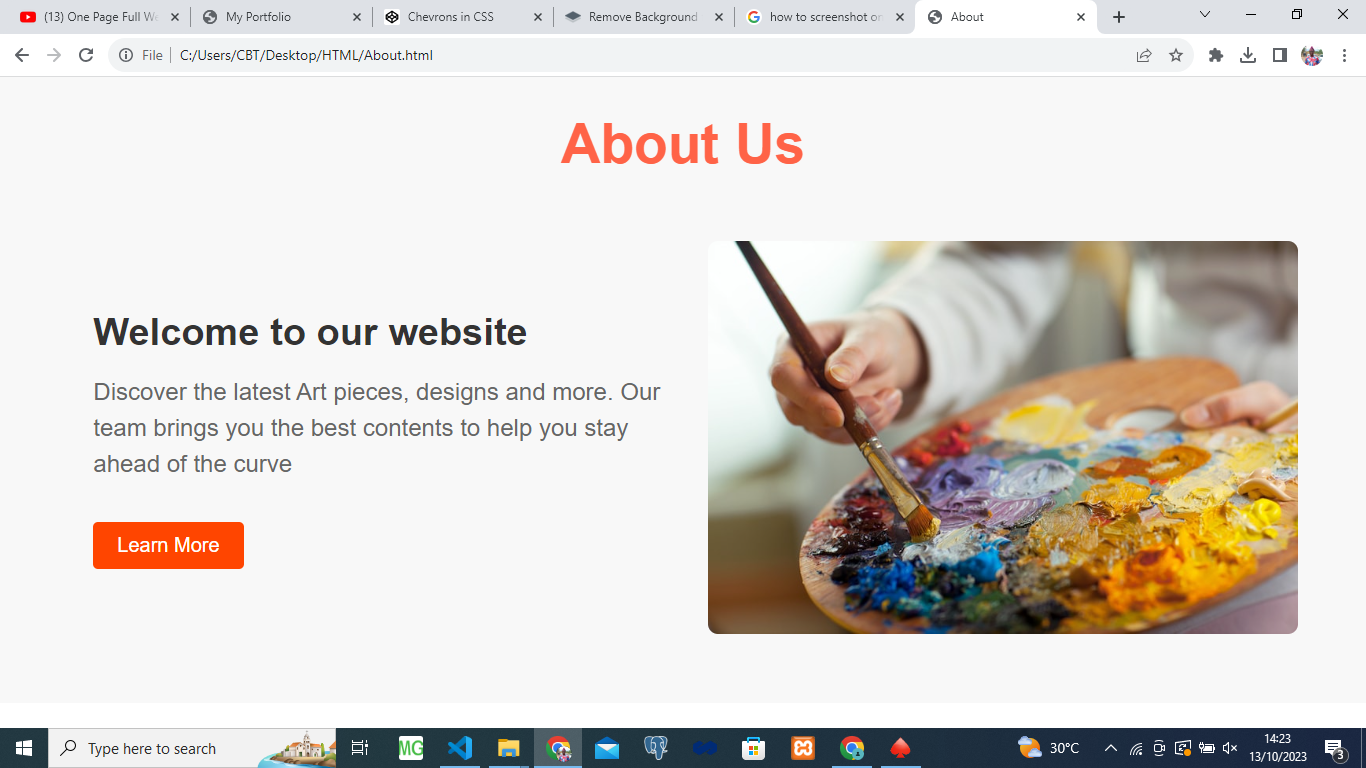 (13) One Page Full We
My Portfolio
Chevrons in CSS
Remove Background
how to screenshot on
About
File
C:/Users/CBT/Desktop/HTML/About.html
About Us
Welcome to our website
Discover the latest Art pieces, designs and more. Our
team brings you the best contents to help you stay
ahead of the curve
Learn More
Type here to search
MG
30°C
14:23
13/10/2023
3